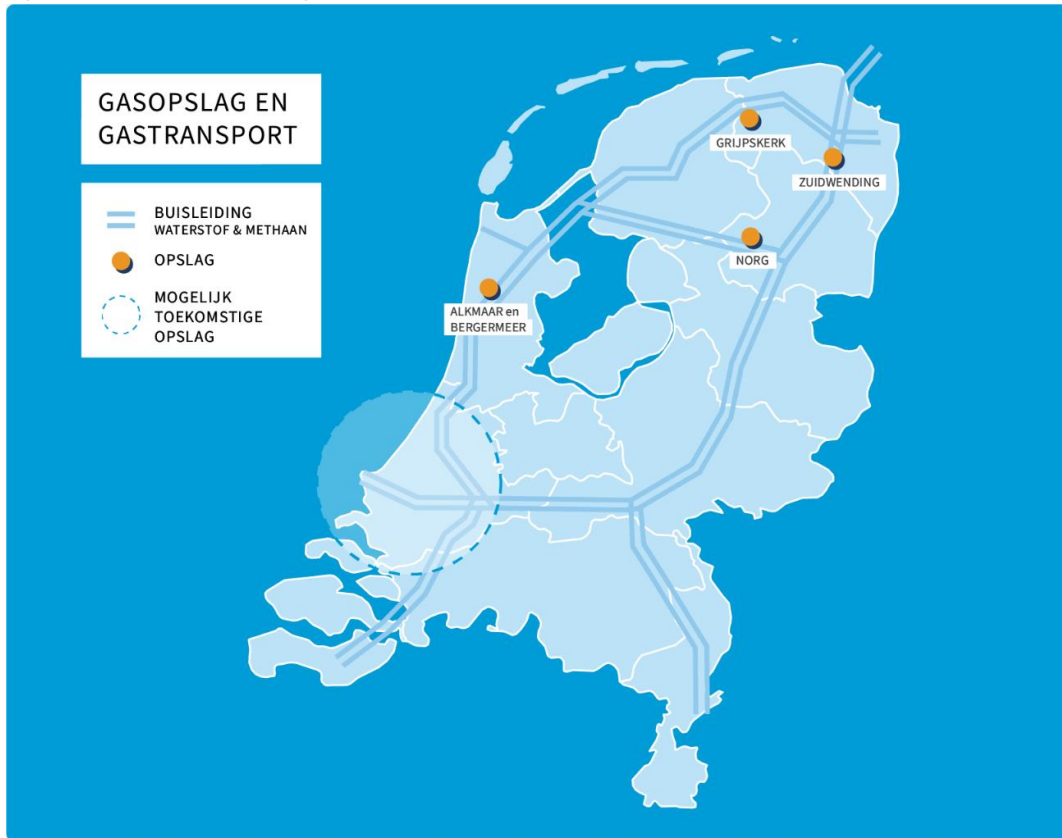 GASOPSLAG EN
GASTRANSPORT
BUISLEIDING
WATERSTOF & METHAAN
OPSLAG
MOGELIJK
TOEKOMSTIGE
OPSLAG
GRIJPSKERK
ZUIDWENDING
NORG
ALKMAAR en
BERGERMEER